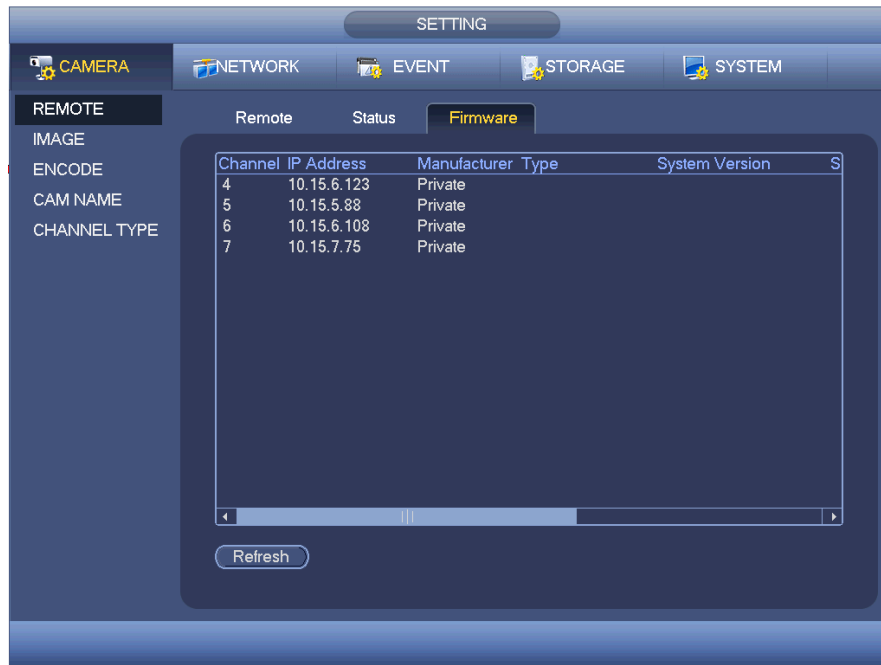 SETTING
CAMERA NETWORK EVENT STORAGE SYSTEM
REMOTE
IMAGE
ENCODE
CAM NAME
CHANNEL TYPE
Remote Status Firmware
Channel IP Address Manufacturer Type System Version S
4 10.15.6.123 Private
5 10.15.5.88 Private
6 10.15.6.108 Private
7 10.15.7.75 Private
Refresh